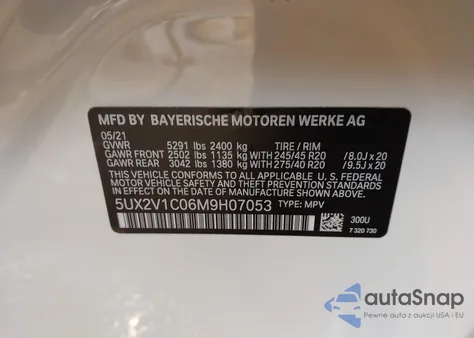 MFD BY BAYERISCHE MOTOREN WERKE AG
05/21
GVWR 5291 lbs 2400 kg TIRE / RIM
GAWR FRONT 2502 lbs 1135 kg WITH 245/45 R20 / 8.0J x 20
GAWR REAR 3042 lbs 1380 kg WITH 275/40 R20 / 9.5J x 20
THIS VEHICLE CONFORMS TO ALL APPLICABLE U. S. FEDERAL
MOTOR VEHICLE SAFETY, BUMPER, AND THEFT PREVENTION
STANDARDS IN EFFECT ON THE DATE OF MANUFACTURE SHOWN ABOVE.
5UX2V1C06M9H07053 TYPE: MPV
300U
7 320 730
autoSnap
Pewne auta z aukcji USA i EU